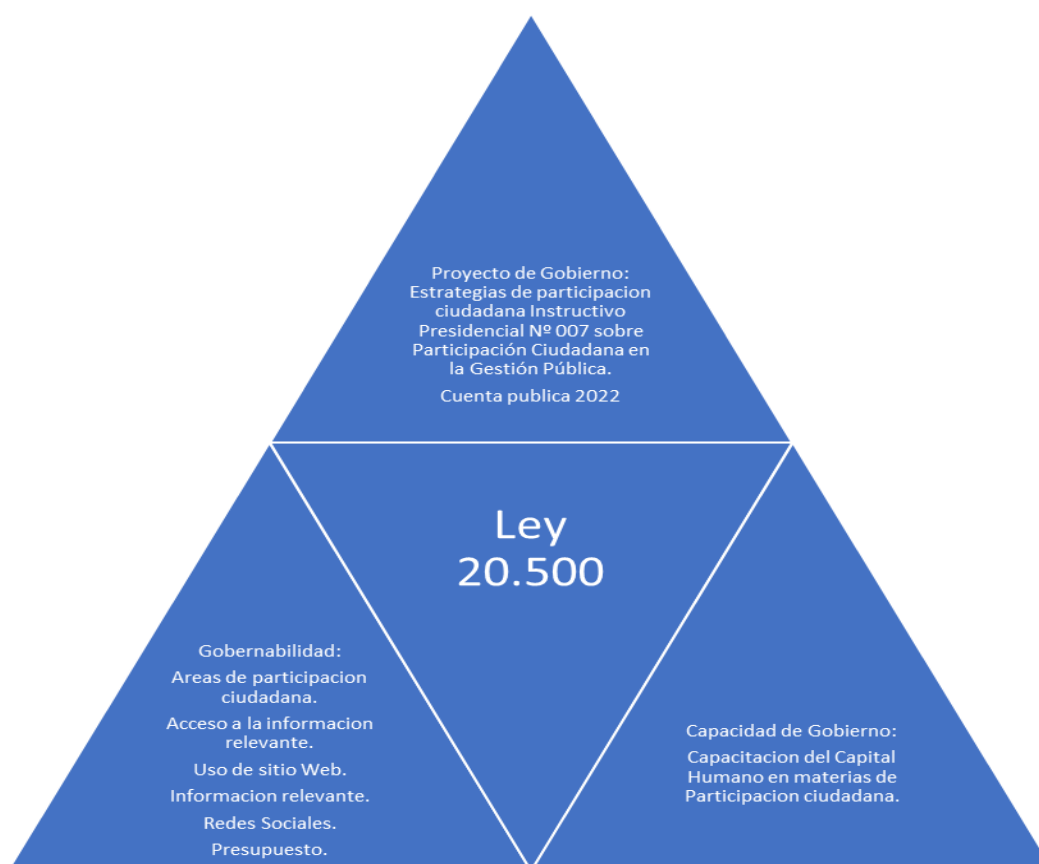 Proyecto de Gobierno:
Estrategias de participacion
ciudadana Instructivo
Presidencial Nº 007 sobre
Participación Ciudadana en
la Gestión Pública.
Cuenta publica 2022
Ley
20.500
Gobernabilidad:
Areas de participacion
ciudadana.
Acceso a la informacion
relevante.
Uso de sitio Web.
Informacion relevante.
Redes Sociales.
Presupuesto.
Capacidad de Gobierno:
Capacitacion del Capital
Humano en materias de
Participacion ciudadana.